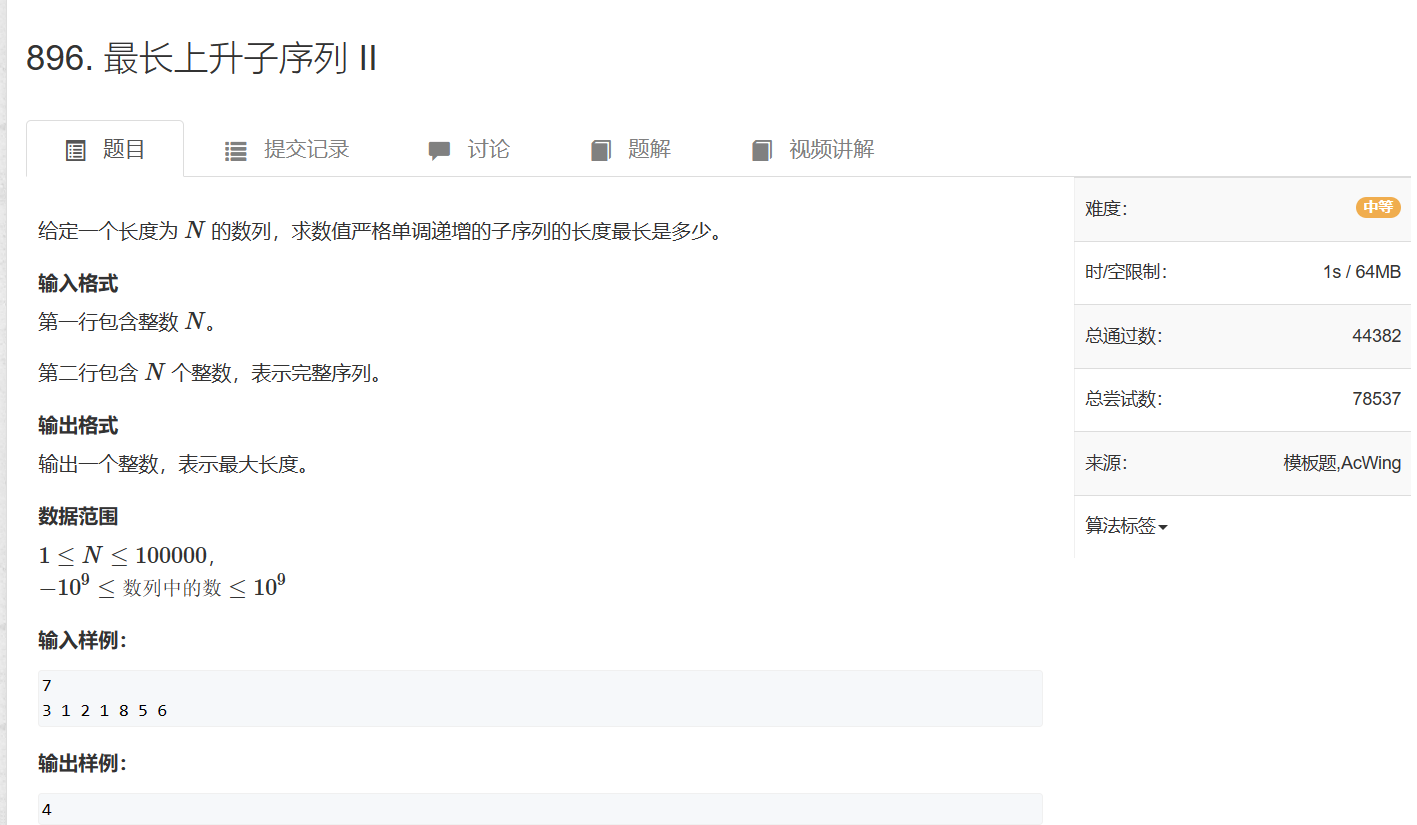 896. 最长上升子序列 II
题目 提交记录 讨论 题解 视频讲解
给定一个长度为 N 的数列，求数值严格单调递增的子序列的长度最长是多少。
输入格式
第一行包含整数 N。
第二行包含 N 个整数，表示完整序列。
输出格式
输出一个整数，表示最大长度。
数据范围
1 ≤ N ≤ 100000，
−10⁹ ≤ 数列中的数 ≤ 10⁹
输入样例：
7
3 1 2 1 8 5 6
输出样例：
4
难度： 中等
时/空限制： 1s / 64MB
总通过数： 44382
总尝试数： 78537
来源： 模板题,AcWing
算法标签